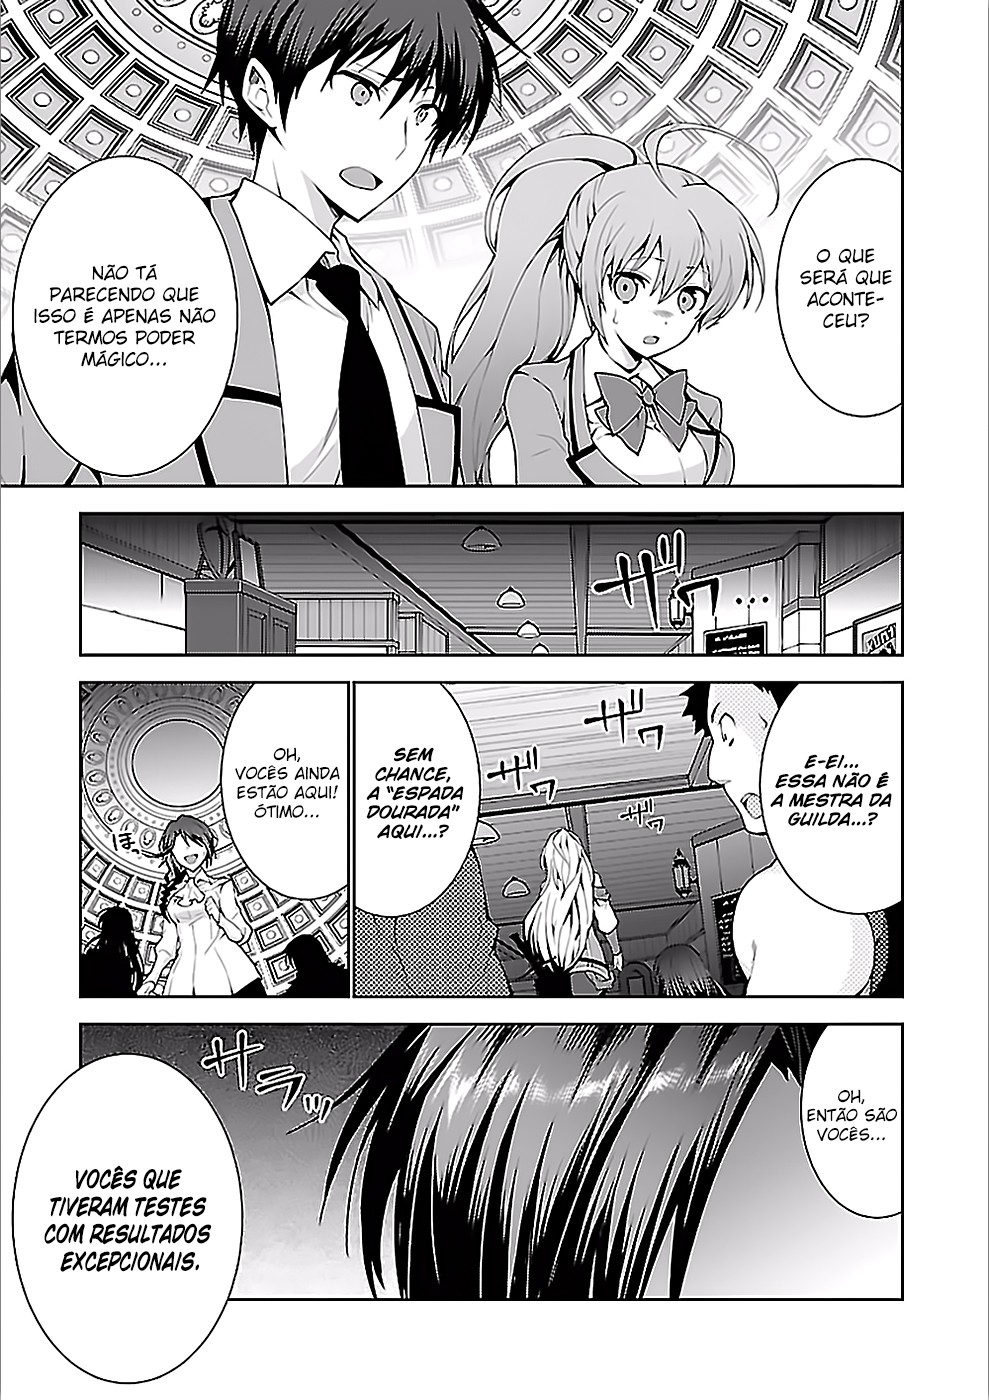 O QUE
SERÁ QUE
ACONTE-
CEU?
NÃO TÁ
PARECENDO QUE
ISSO É APENAS NÃO
TERMOS PODER
MÁGICO...
ザワ...
E-EI...
ESSA NÃO É
A MESTRA DA
GUILDA...?
ザワ
ザワ
SEM
CHANCE,
A "ESPADA
DOURADA"
AQUI...?
OH,
VOCÊS AINDA
ESTÃO AQUI!
ÓTIMO...
ほっ
OH,
ENTÃO SÃO
VOCÊS...
サラッ
VOCÊS QUE
TIVERAM TESTES
COM RESULTADOS
EXCEPCIONAIS.